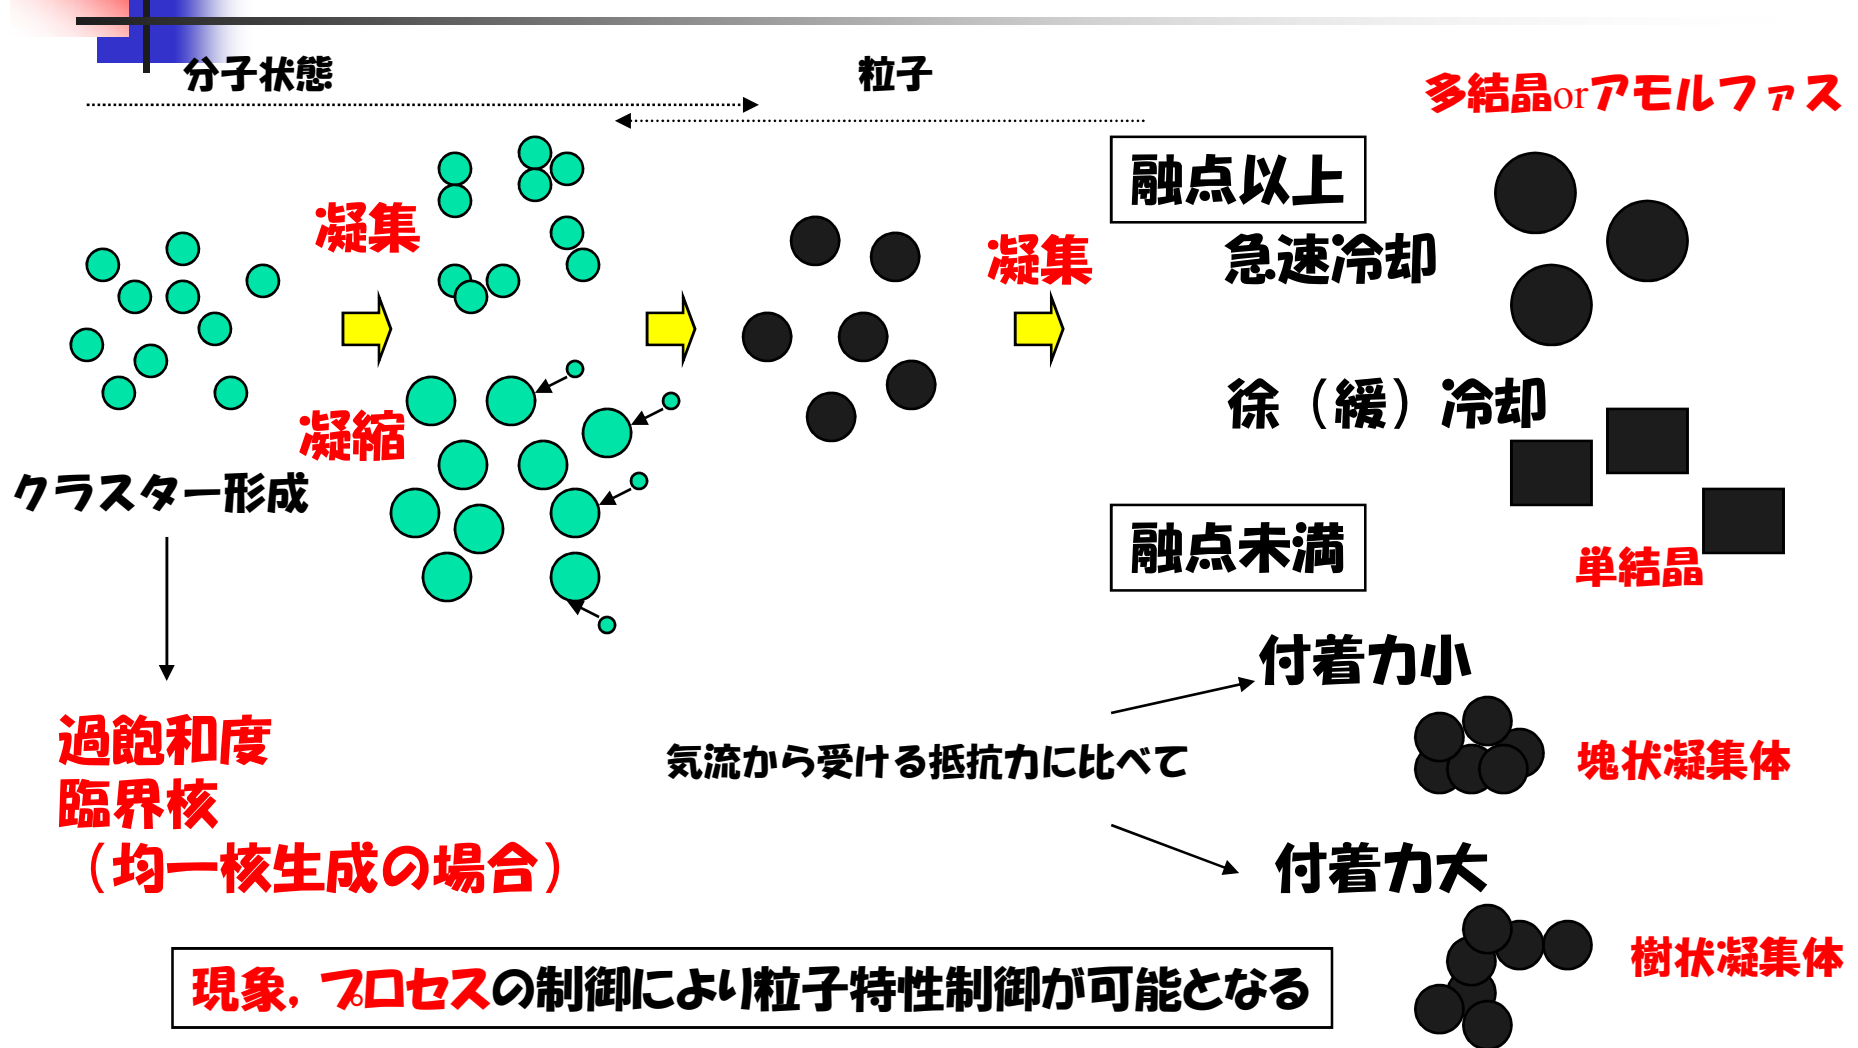 分子状態
粒子
多結晶orアモルファス
融点以上
凝集
凝集
急速冷却
徐（緩）冷却
凝縮
クラスター形成
融点未満
単結晶
付着力小
過飽和度
気流から受ける抵抗力に比べて
塊状凝集体
臨界核
（均一核生成の場合）
付着力大
樹状凝集体
現象，プロセスの制御により粒子特性制御が可能となる